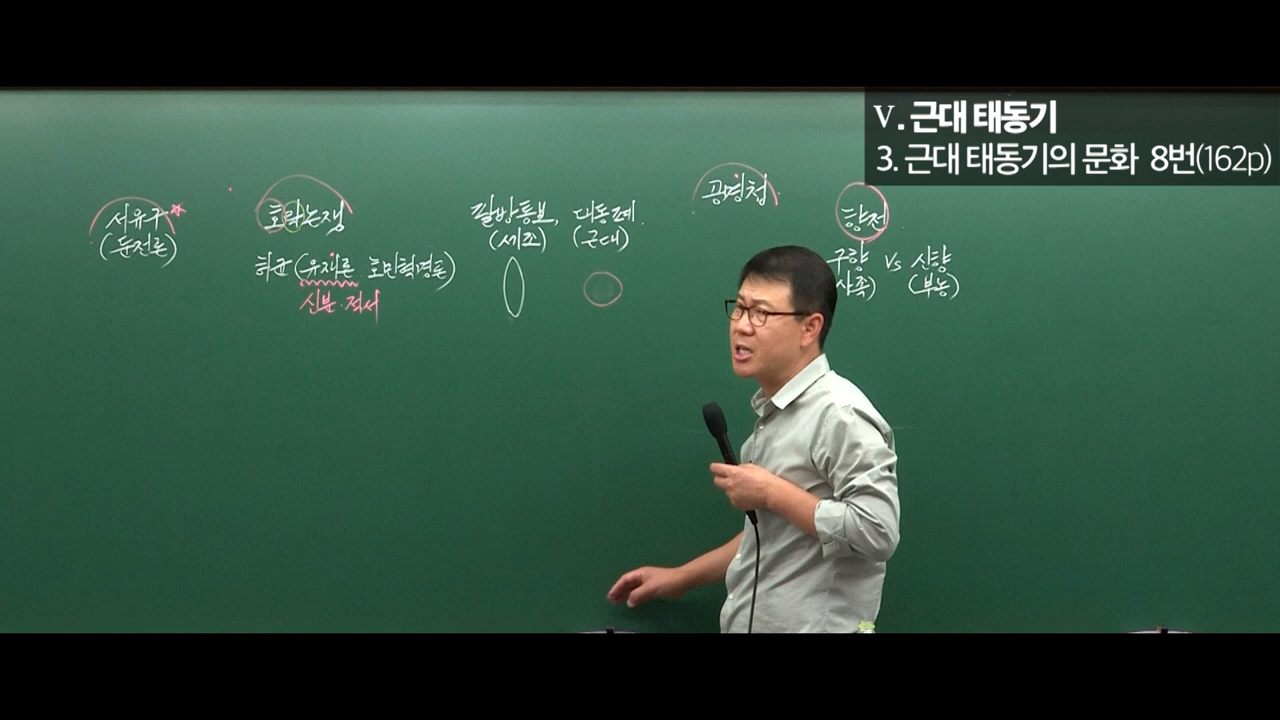 V. 근대 태동기
3. 근대 태동기의 문화 8번(162p)
서유구
(둔전론)
호락논쟁
허균(유재론 호민혁명론)
신분·적서
팔방통보, 대동폐.
(세조) (근대)
공명첩.
향전
구향 vs 신향
사족) (부농)